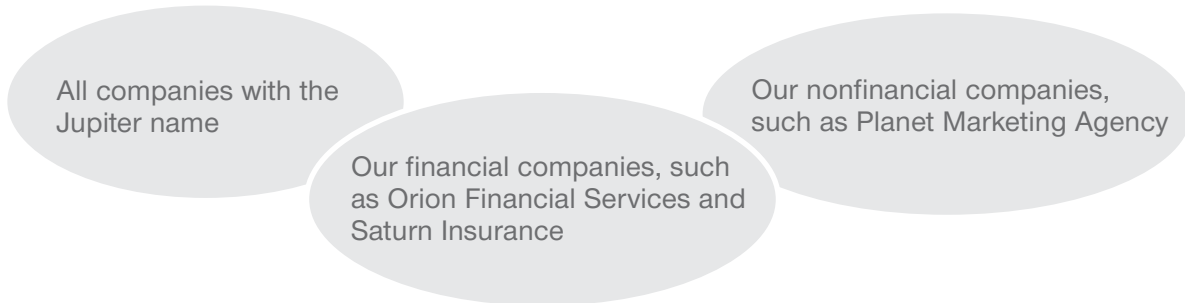 All companies with the
Jupiter name
Our financial companies, such
as Orion Financial Services and
Saturn Insurance
Our nonfinancial companies,
such as Planet Marketing Agency